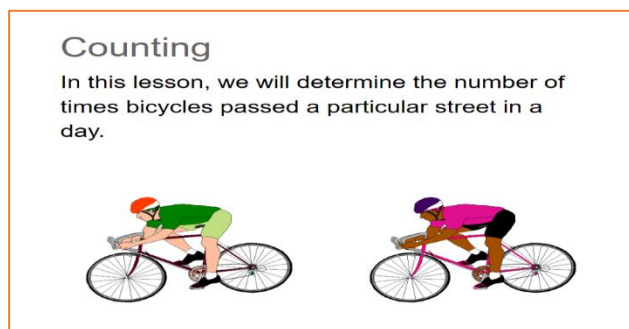 Counting
In this lesson, we will determine the number of
times bicycles passed a particular street in a
day.